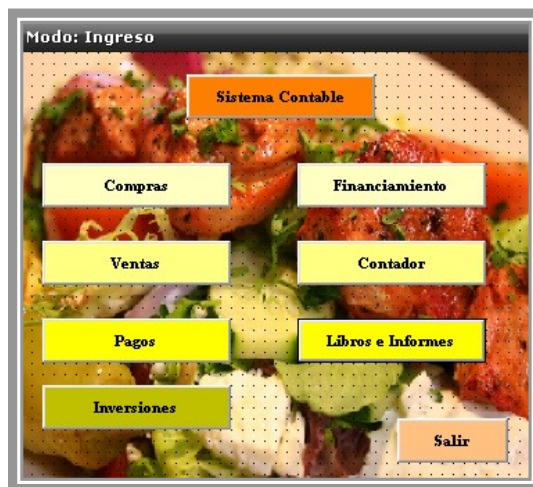 Modo: Ingreso
Sistema Contable
Compras
Financiamiento
Ventas
Contador
Pagos
Libros e Informes
Inversiones
Salir